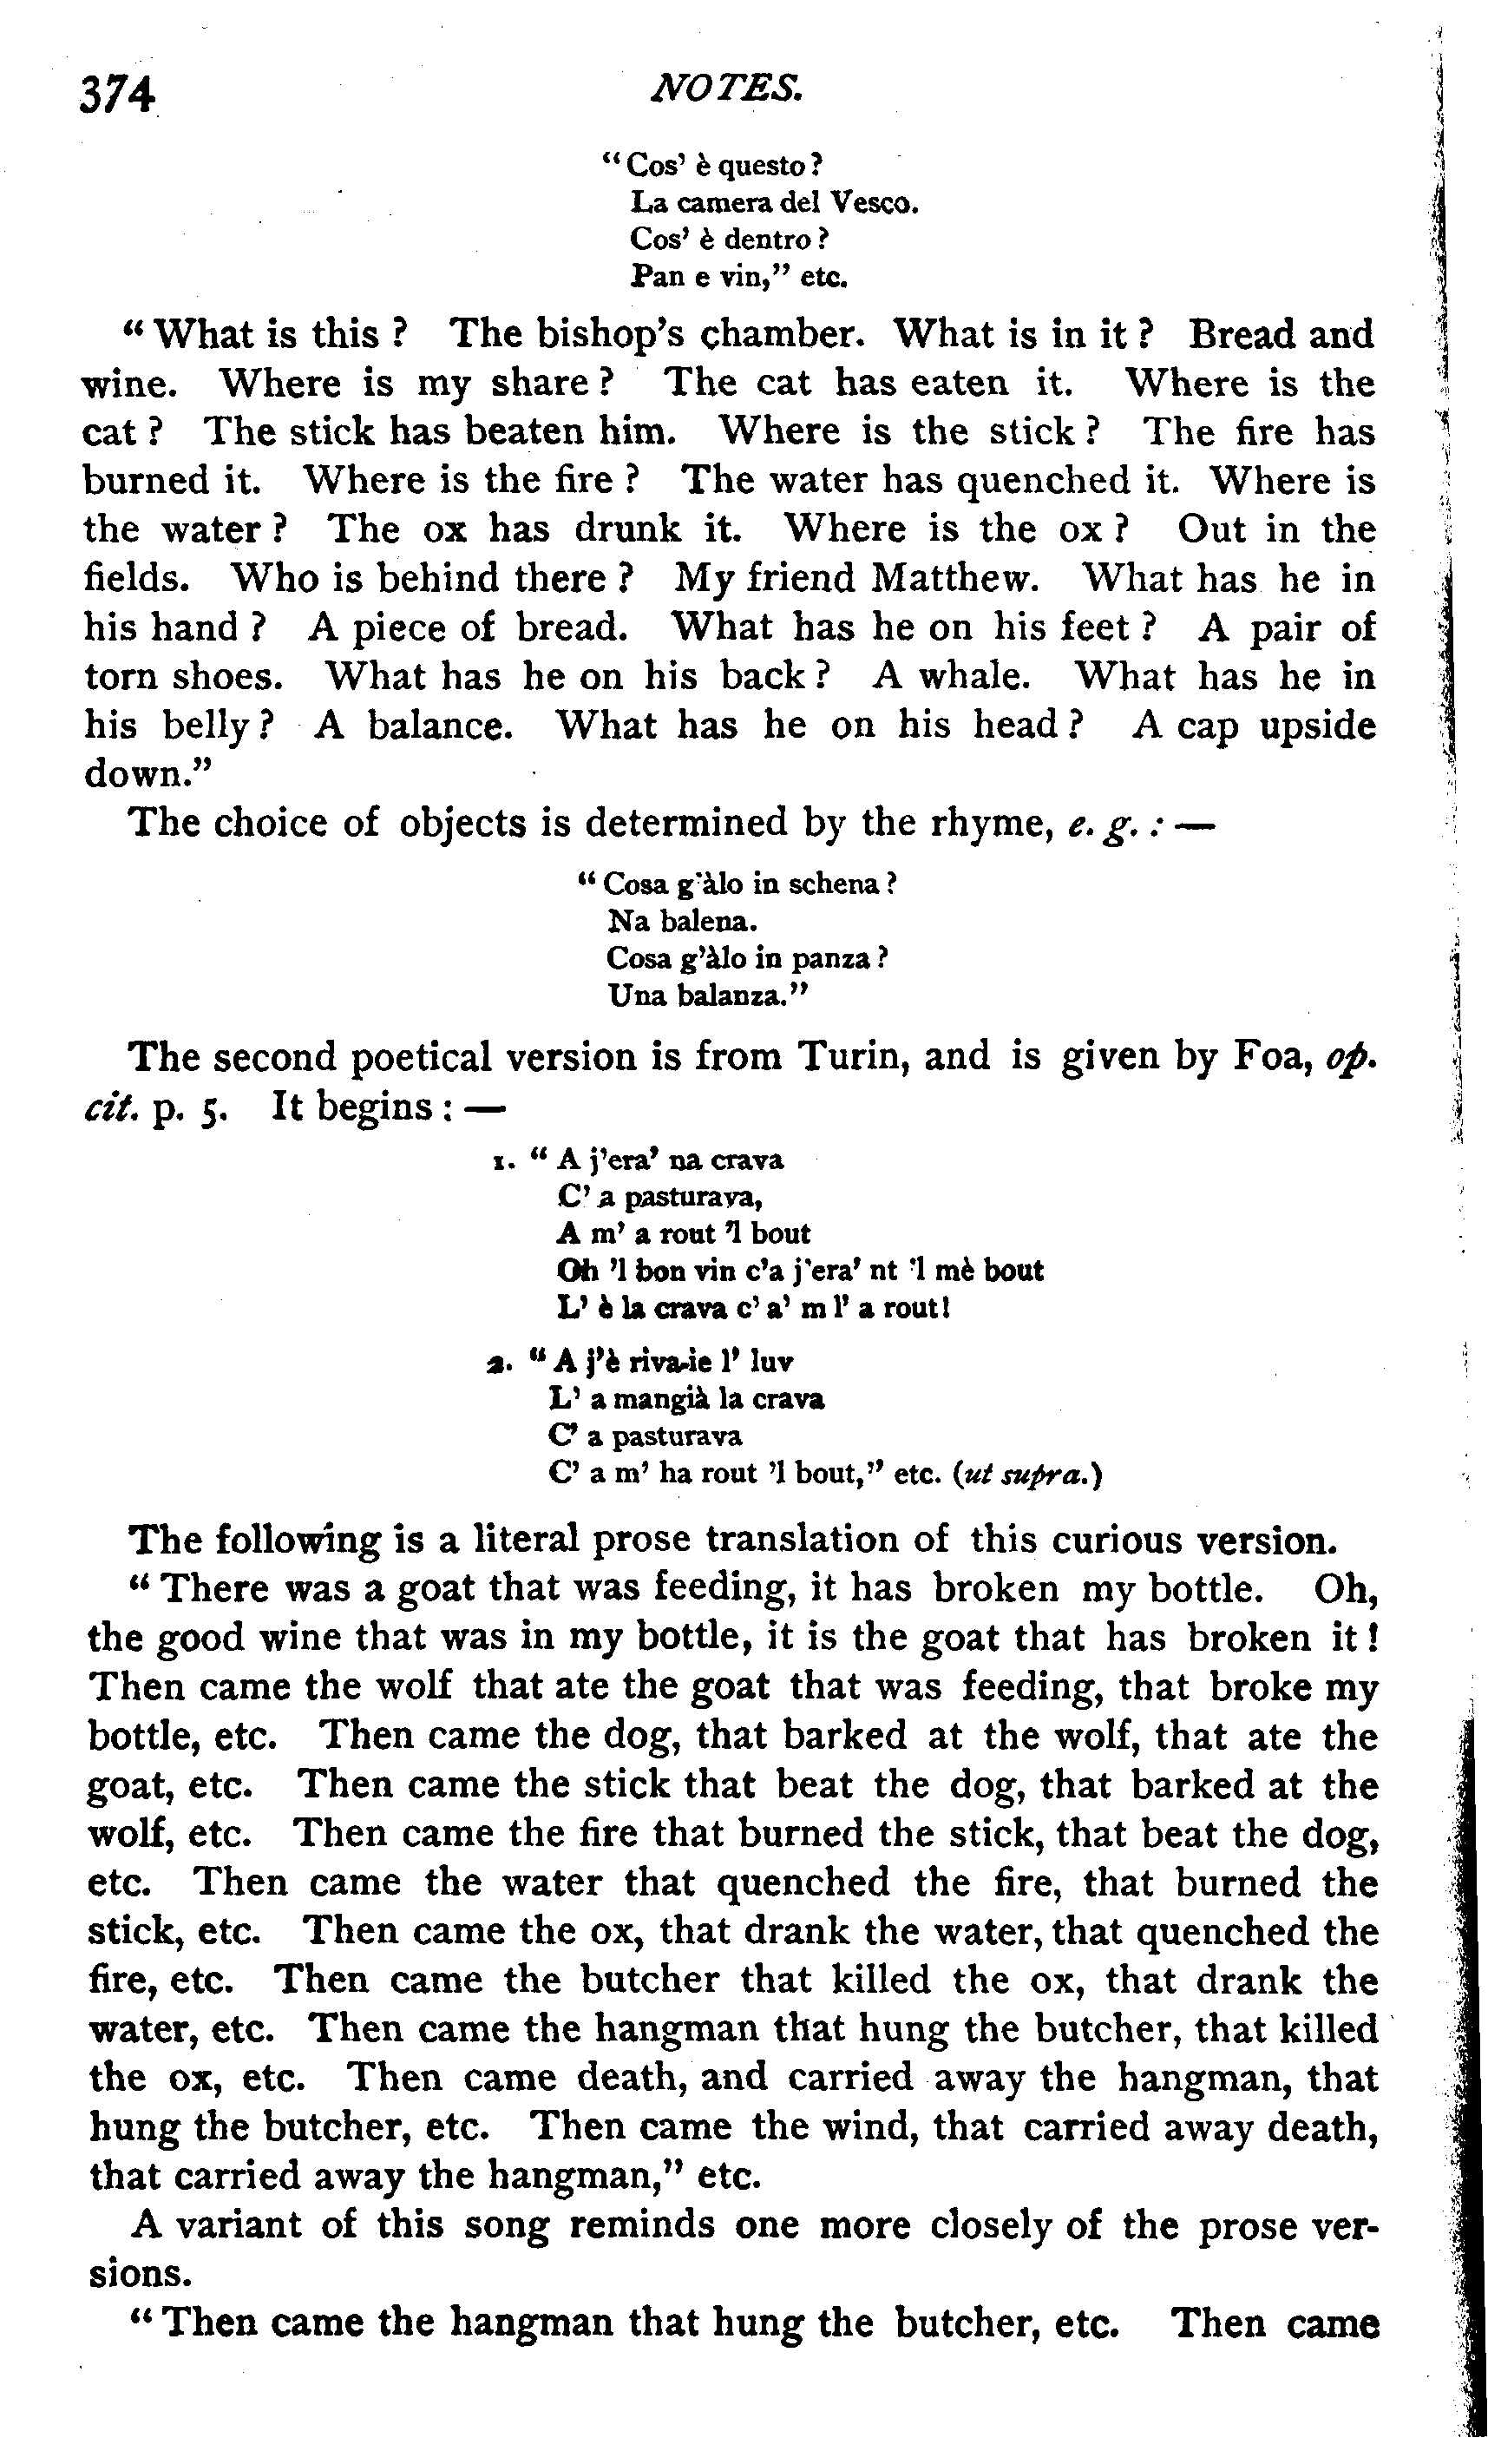 374
NOTES.
"Cos' è questo?
La camera del Vesco.
Cos' è dentro?
Pan e vin," etc.
"What is this? The bishop's chamber. What is in it? Bread and
wine. Where is my share? The cat has eaten it. Where is the
cat? The stick has beaten him. Where is the stick? The fire has
burned it. Where is the fire? The water has quenched it. Where is
the water? The ox has drunk it. Where is the ox? Out in the
fields. Who is behind there? My friend Matthew. What has he in
his hand? A piece of bread. What has he on his feet? A pair of
torn shoes. What has he on his back? A whale. What has he in
his belly? A balance. What has he on his head? A cap upside
down."
The choice of objects is determined by the rhyme, e. g.: —
"Cosa g'àlo in schena?
Na balena.
Cosa g'àlo in panza?
Una balanza."
The second poetical version is from Turin, and is given by Foa, op.
cit. p. 5. It begins: —
1. "A j'era' na crava
C' a pasturava,
A m' a rout 'l bout
Oh 'l bon vin c'a j'era' nt 'l mè bout
L' è la crava c' a' m l' a rout!
2. "A j'è riva-ie l' luv
L' a mangià la crava
C' a pasturava
C' a m' ha rout 'l bout," etc. (ut supra.)
The following is a literal prose translation of this curious version.
"There was a goat that was feeding, it has broken my bottle. Oh,
the good wine that was in my bottle, it is the goat that has broken it!
Then came the wolf that ate the goat that was feeding, that broke my
bottle, etc. Then came the dog, that barked at the wolf, that ate the
goat, etc. Then came the stick that beat the dog, that barked at the
wolf, etc. Then came the fire that burned the stick, that beat the dog,
etc. Then came the water that quenched the fire, that burned the
stick, etc. Then came the ox, that drank the water, that quenched the
fire, etc. Then came the butcher that killed the ox, that drank the
water, etc. Then came the hangman that hung the butcher, that killed
the ox, etc. Then came death, and carried away the hangman, that
hung the butcher, etc. Then came the wind, that carried away death,
that carried away the hangman," etc.
A variant of this song reminds one more closely of the prose ver-
sions.
"Then came the hangman that hung the butcher, etc. Then came